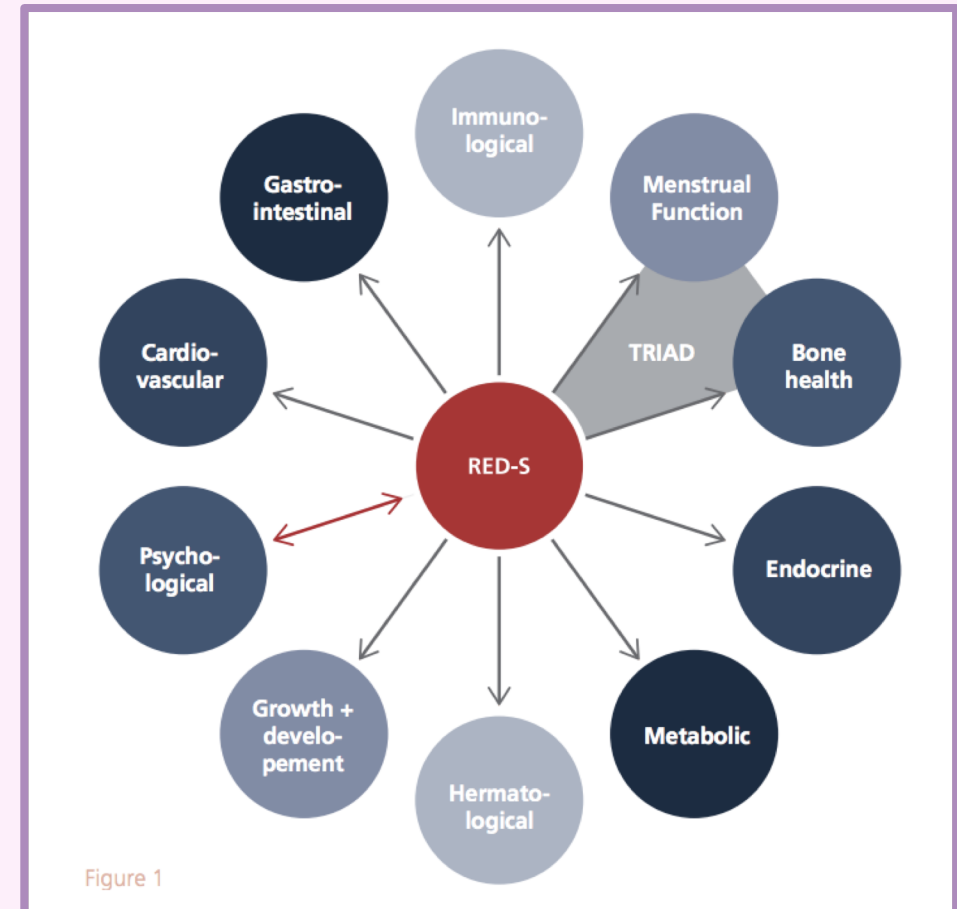 Immuno-
logical
Menstrual
Function
Bone
health
Endocrine
Metabolic
Hermato-
logical
Growth +
develo-
pement
Psycho-
logical
Cardio-
vascular
Gastro-
intestinal
TRIAD
RED-S
Figure 1